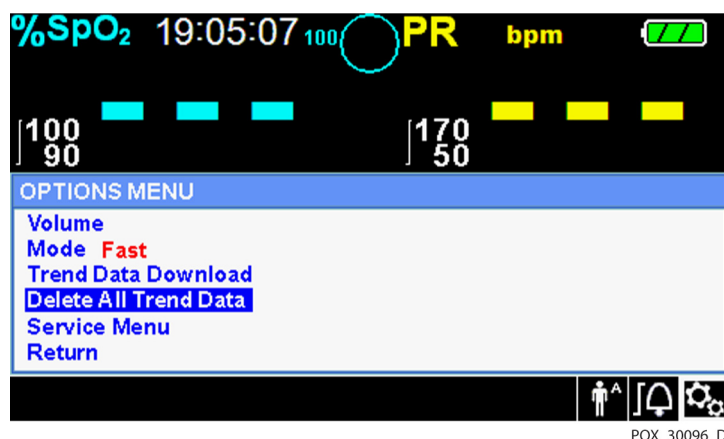 %SpO₂ 19:05:07 100 PR bpm
--- ---
100 170
90 50
OPTIONS MENU
Volume
Mode Fast
Trend Data Download
Delete All Trend Data
Service Menu
Return
A
POX_30096_D